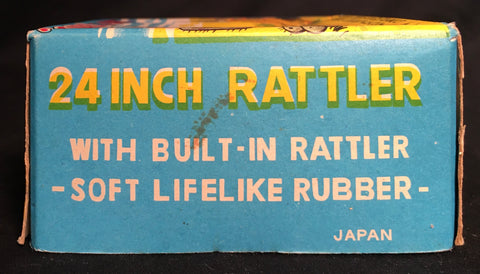 24 INCH RATTLER
WITH BUILT-IN RATTLER
- SOFT LIFELIKE RUBBER -
JAPAN